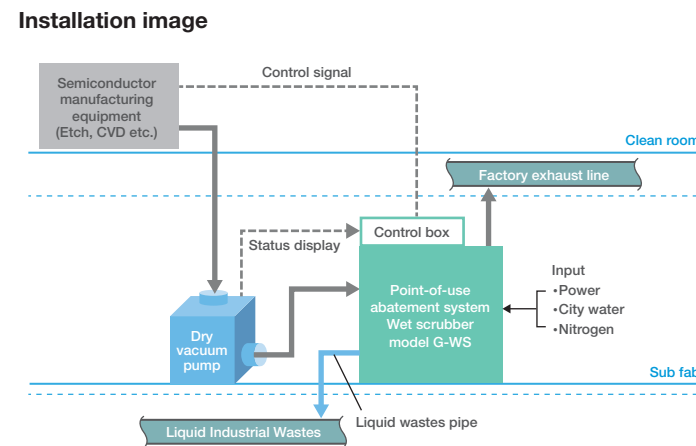 Installation image
Control signal
Semiconductor
manufacturing
equipment
(Etch, CVD etc.)
Clean room
Factory exhaust line
Control box
Status display
Point-of-use
abatement system
Wet scrubber
model G-WS
Input
•Power
•City water
•Nitrogen
Dry
vacuum
pump
Sub fab
Liquid wastes pipe
Liquid Industrial Wastes